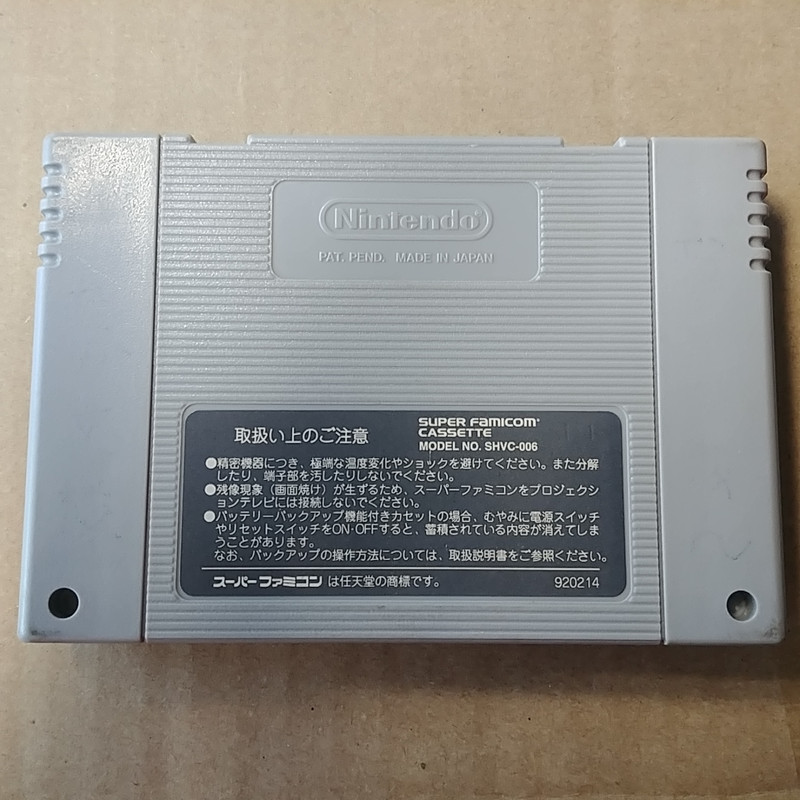 Nintendo
PAT. PEND. MADE IN JAPAN
取扱い上のご注意
SUPER FAMICOM
CASSETTE
MODEL NO. SHVC-006
●精密機器につき、極端な温度変化やショックを避けてください。また分解
したり、端子部を汚したりしないでください。
●残像現象（画面焼け）が生ずるため、スーパーファミコンをプロジェクシ
ョンテレビには接続しないでください。
●バッテリーバックアップ機能付きカセットの場合、むやみに電源スイッチ
やリセットスイッチをON・OFFすると、蓄積されている内容が消えてしま
うことがあります。
なお、バックアップの操作方法については、取扱説明書をご参照ください。
スーパーファミコン は任天堂の商標です。
920214